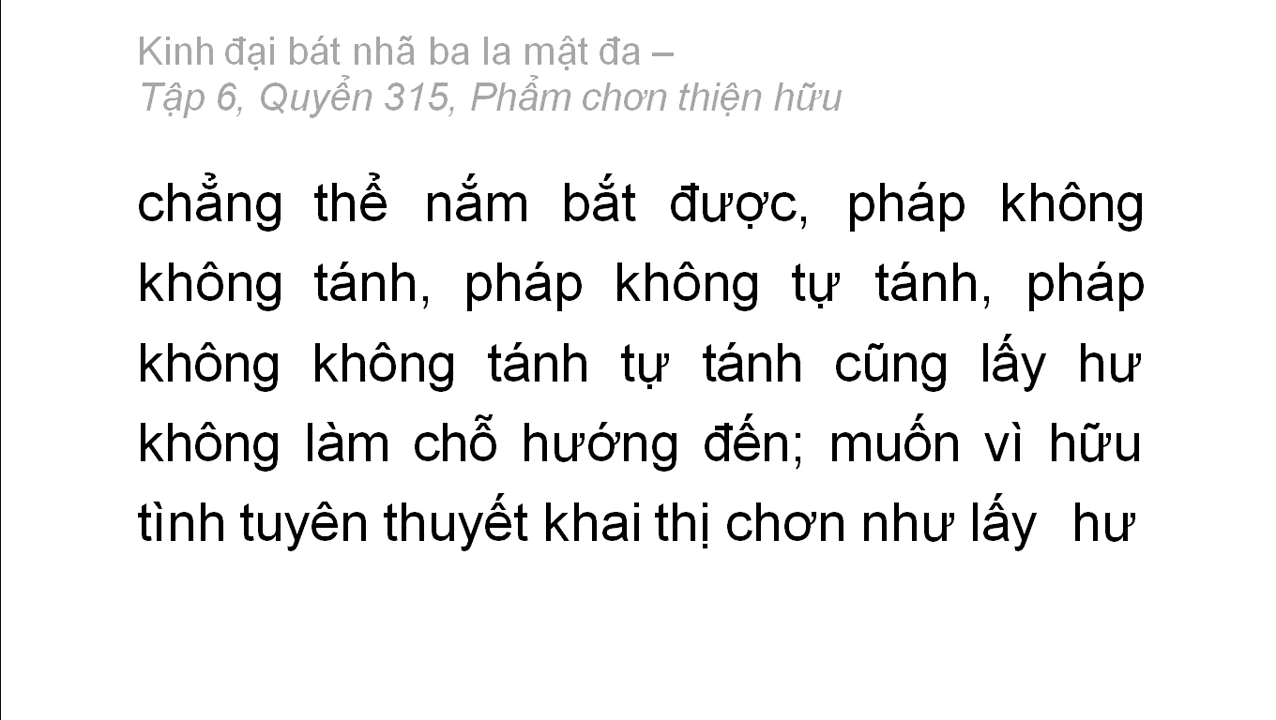 Kinh đại bát nhã ba la mật đa –
Tập 6, Quyển 315, Phẩm chơn thiện hữu
chẳng thể nắm bắt được, pháp không
không tánh, pháp không tự tánh, pháp
không không tánh tự tánh cũng lấy hư
không làm chỗ hướng đến; muốn vì hữu
tình tuyên thuyết khai thị chơn như lấy hư